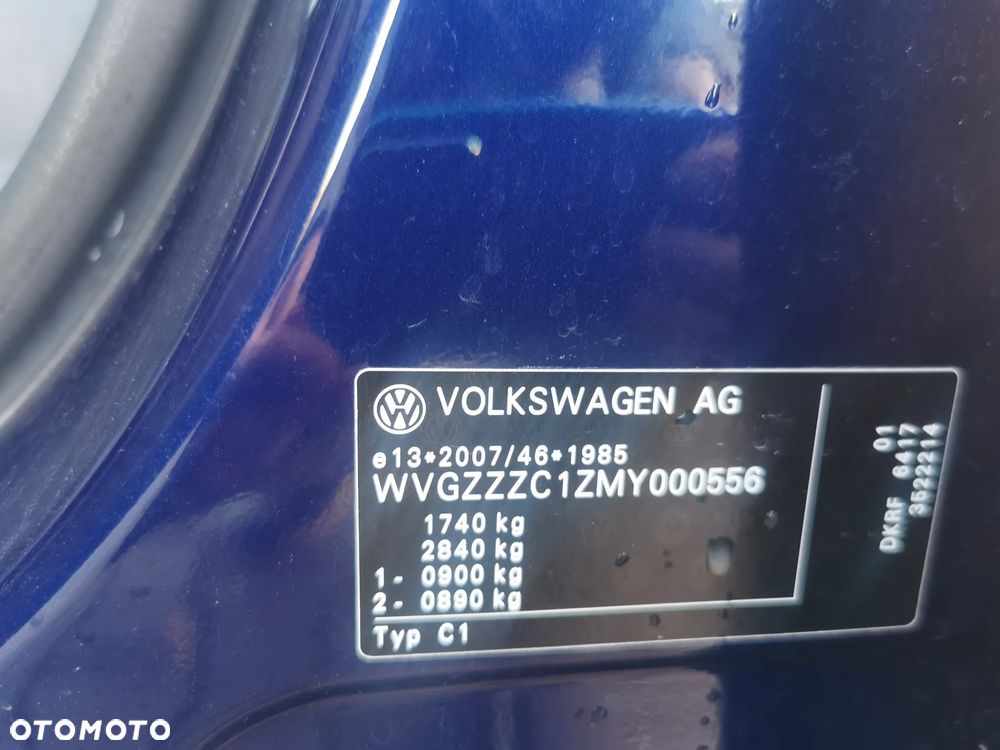 VOLKSWAGEN AG
e13*2007/46*1985
WVGZZZC1ZMY000556
1740 kg
2840 kg
1- 0900 kg
2- 0890 kg
Typ C1
01
DKRF 6417
3522214
OTOMOTO